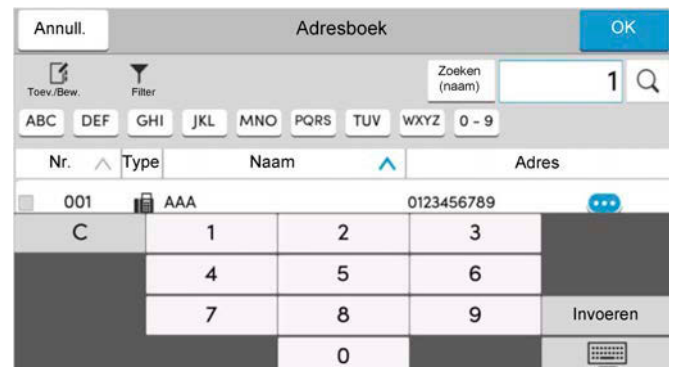 Annull. Adresboek OK
Toev./Bew. Filter Zoeken (naam) 1
ABC DEF GHI JKL MNO PQRS TUV WXYZ 0 - 9
Nr. Type Naam Adres
001 AAA 0123456789
C 1 2 3
4 5 6
7 8 9 Invoeren
0